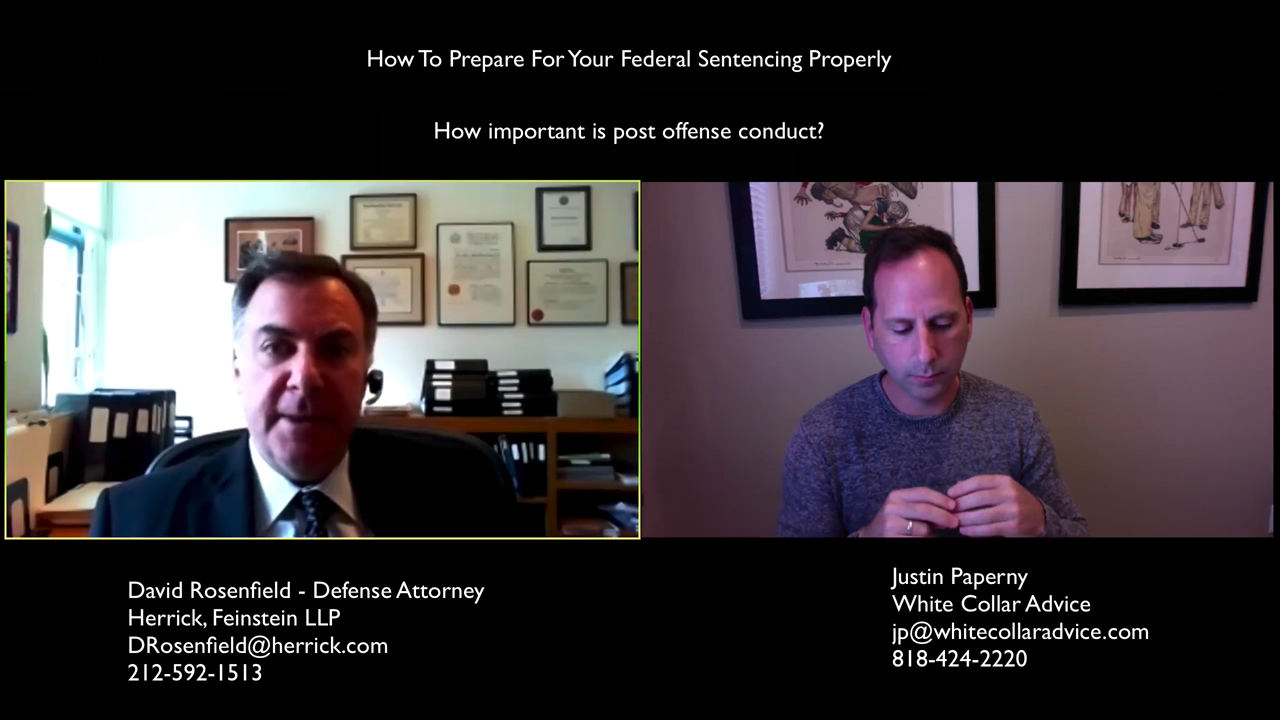 How To Prepare For Your Federal Sentencing Properly
How important is post offense conduct?
David Rosenfield - Defense Attorney
Herrick, Feinstein LLP
DRosenfield@herrick.com
212-592-1513
Justin Paperny
White Collar Advice
jp@whitecollaradvice.com
818-424-2220